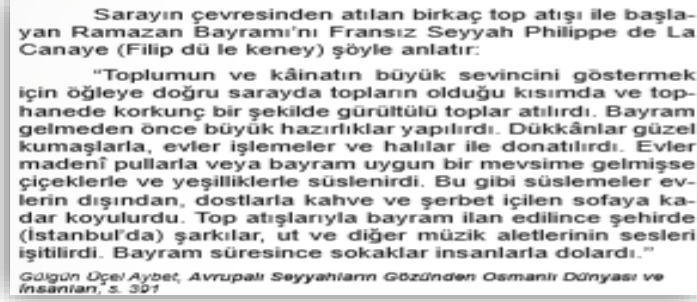 Sarayın çevresinden atılan birkaç top atışı ile başla-
yan Ramazan Bayramı'nı Fransız Seyyah Philippe de La
Canaye (Filip dü le keney) şöyle anlatır:
"Toplumun ve kâinatın büyük sevincini göstermek
için öğleye doğru sarayda topların olduğu kısımda ve top-
hanede korkunç bir şekilde gürültülü toplar atılırdı. Bayram
gelmeden önce büyük hazırlıklar yapılırdı. Dükkânlar güzel
kumaşlarla, evler işlemeler ve halılar ile donatılırdı. Evler
madenî pullarla veya bayram uygun bir mevsime gelmişse
çiçeklerle ve yeşilliklerle süslenirdi. Bu gibi süslemeler ev-
lerin dışından, dostlarla kahve ve şerbet içilen sofaya ka-
dar koyulurdu. Top atışlarıyla bayram ilan edilince şehirde
(İstanbul'da) şarkılar, ut ve diğer müzik aletlerinin sesleri
işitilirdi. Bayram süresince sokaklar insanlarla dolardı."
Gülgün Üçel Aybet, Avrupalı Seyyahların Gözünden Osmanlı Dünyası ve
İnsanları, s. 391